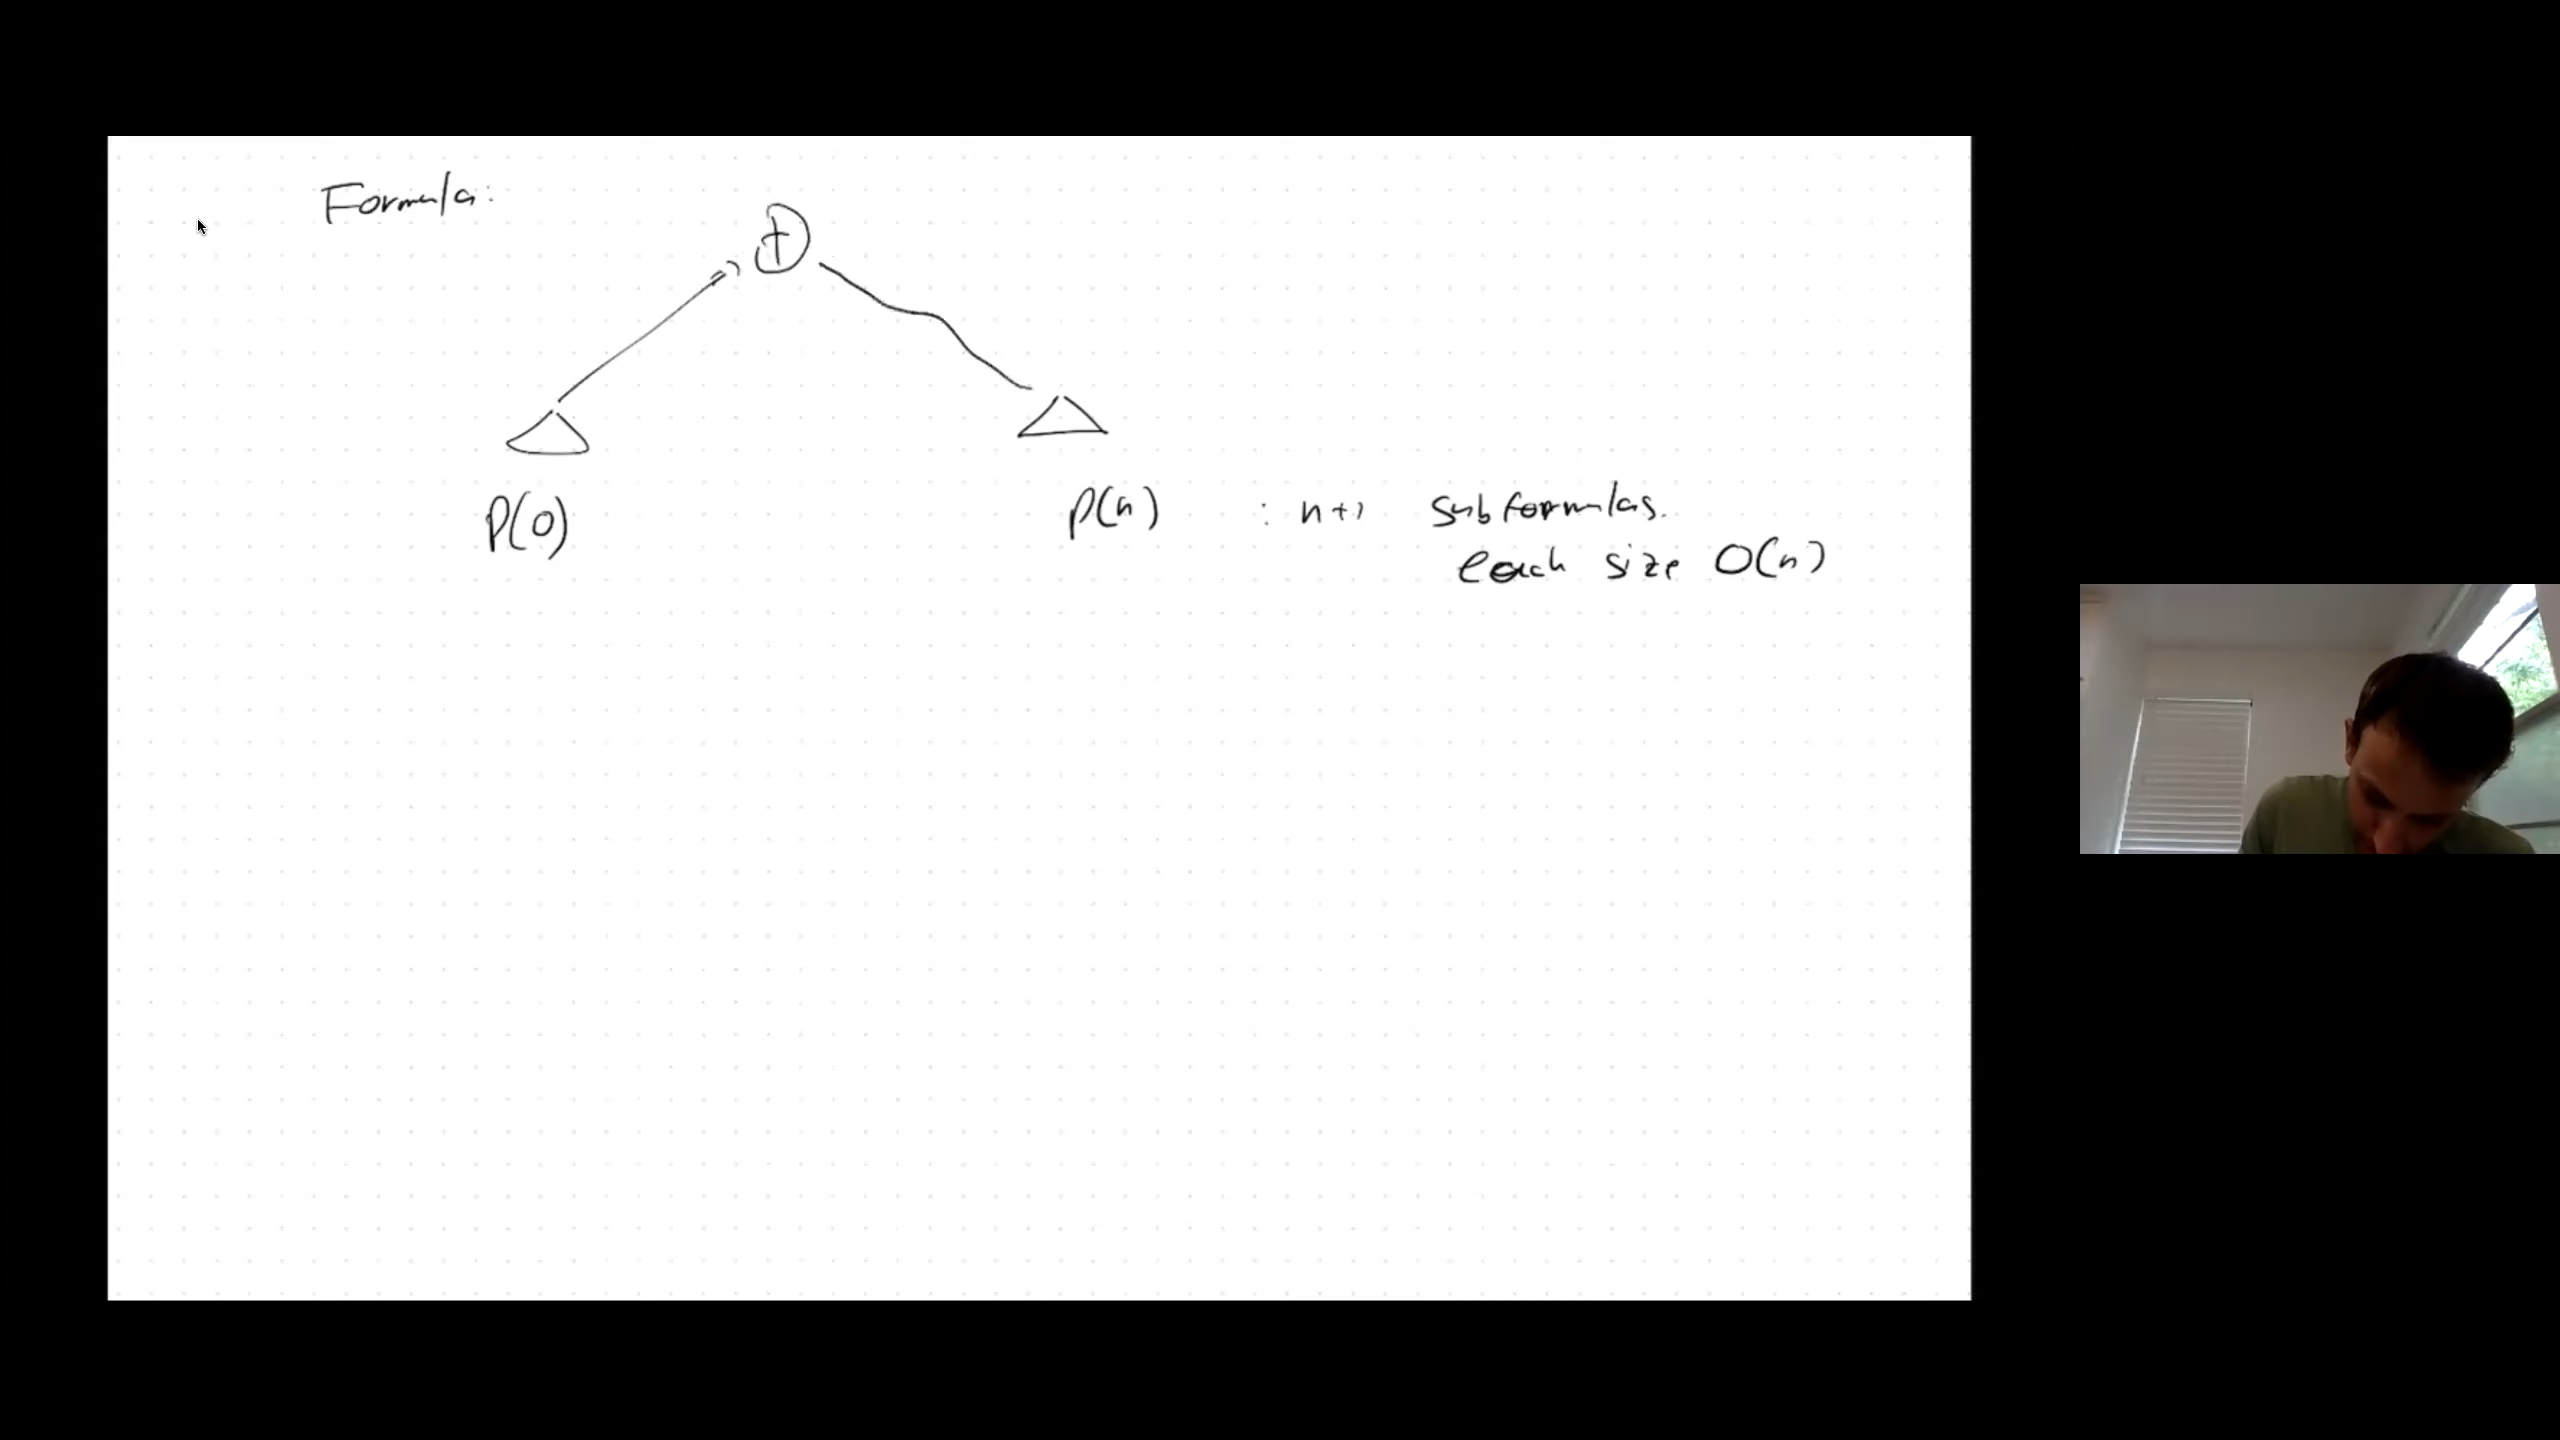 Formula:
+
P(0)
P(n) : n+1 subformulas.
each size O(n)